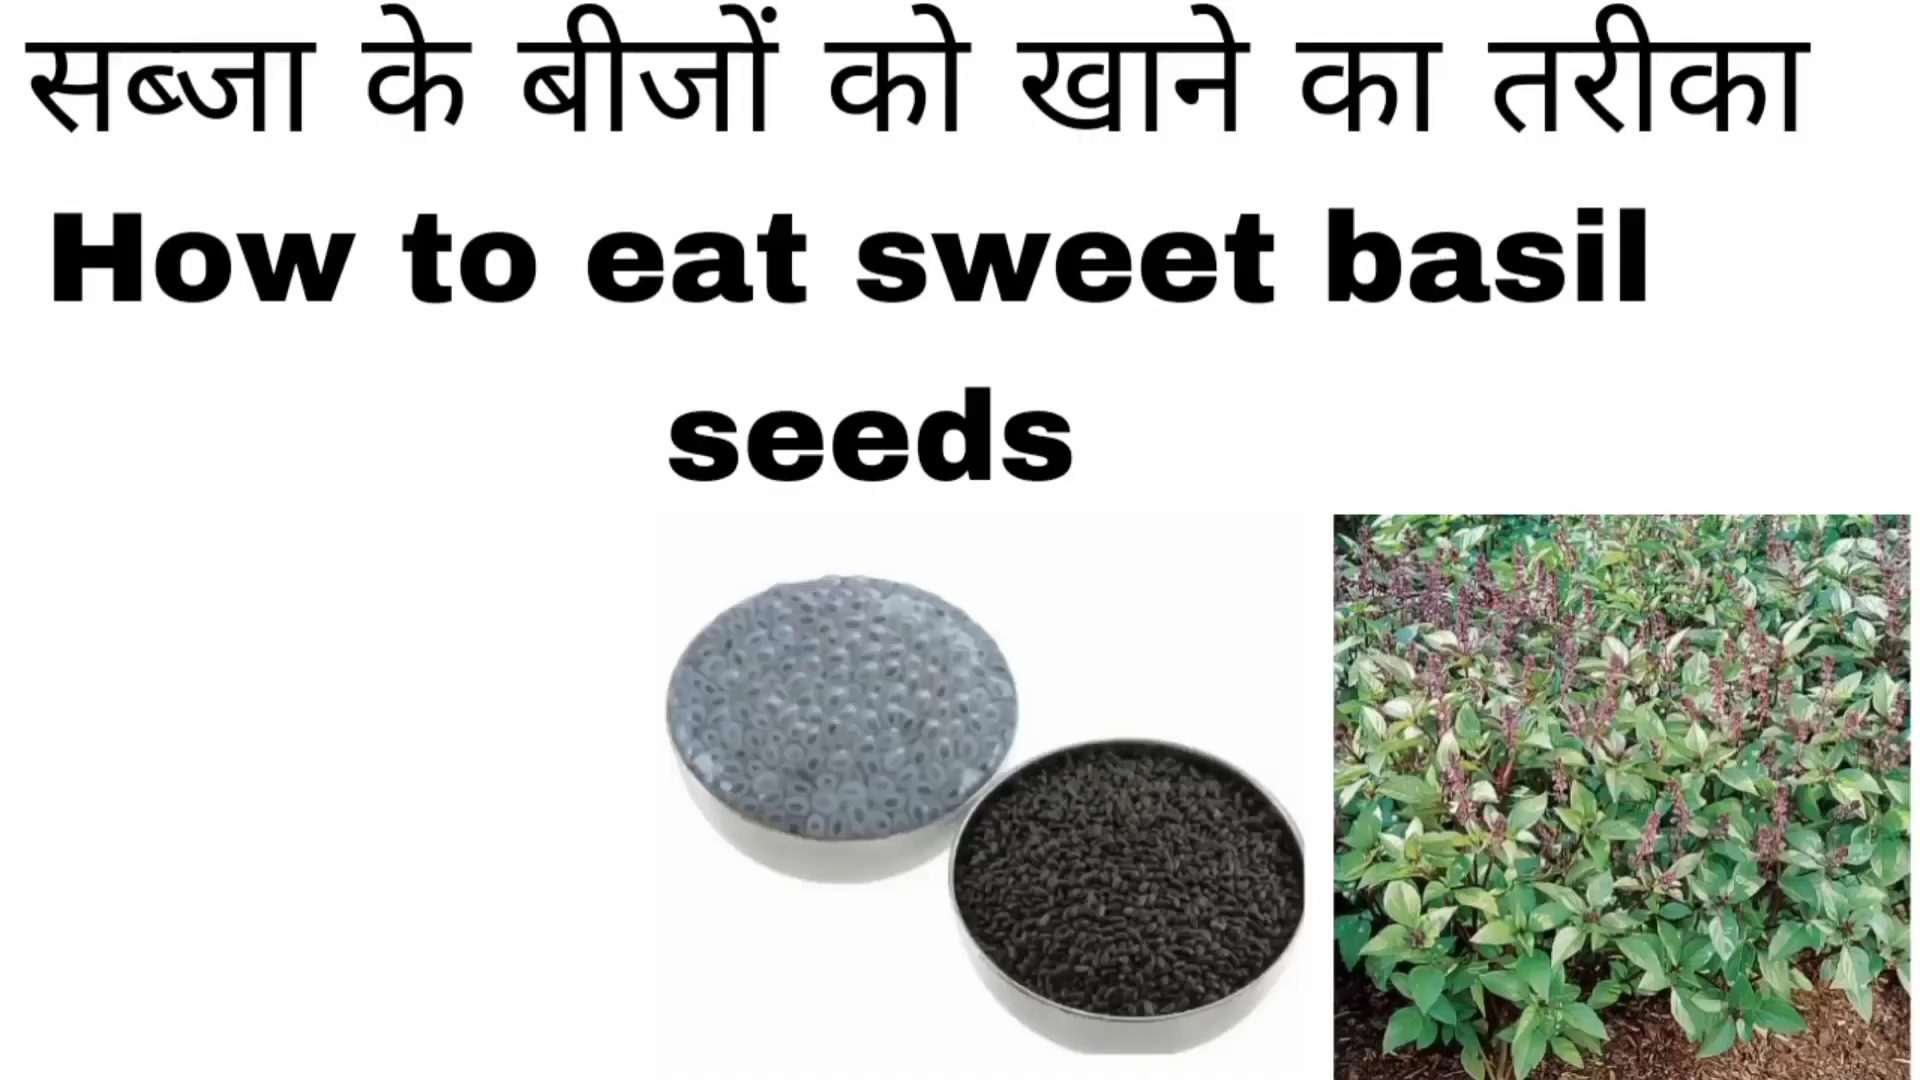 सब्जा के बीजों को खाने का तरीका
How to eat sweet basil
seeds